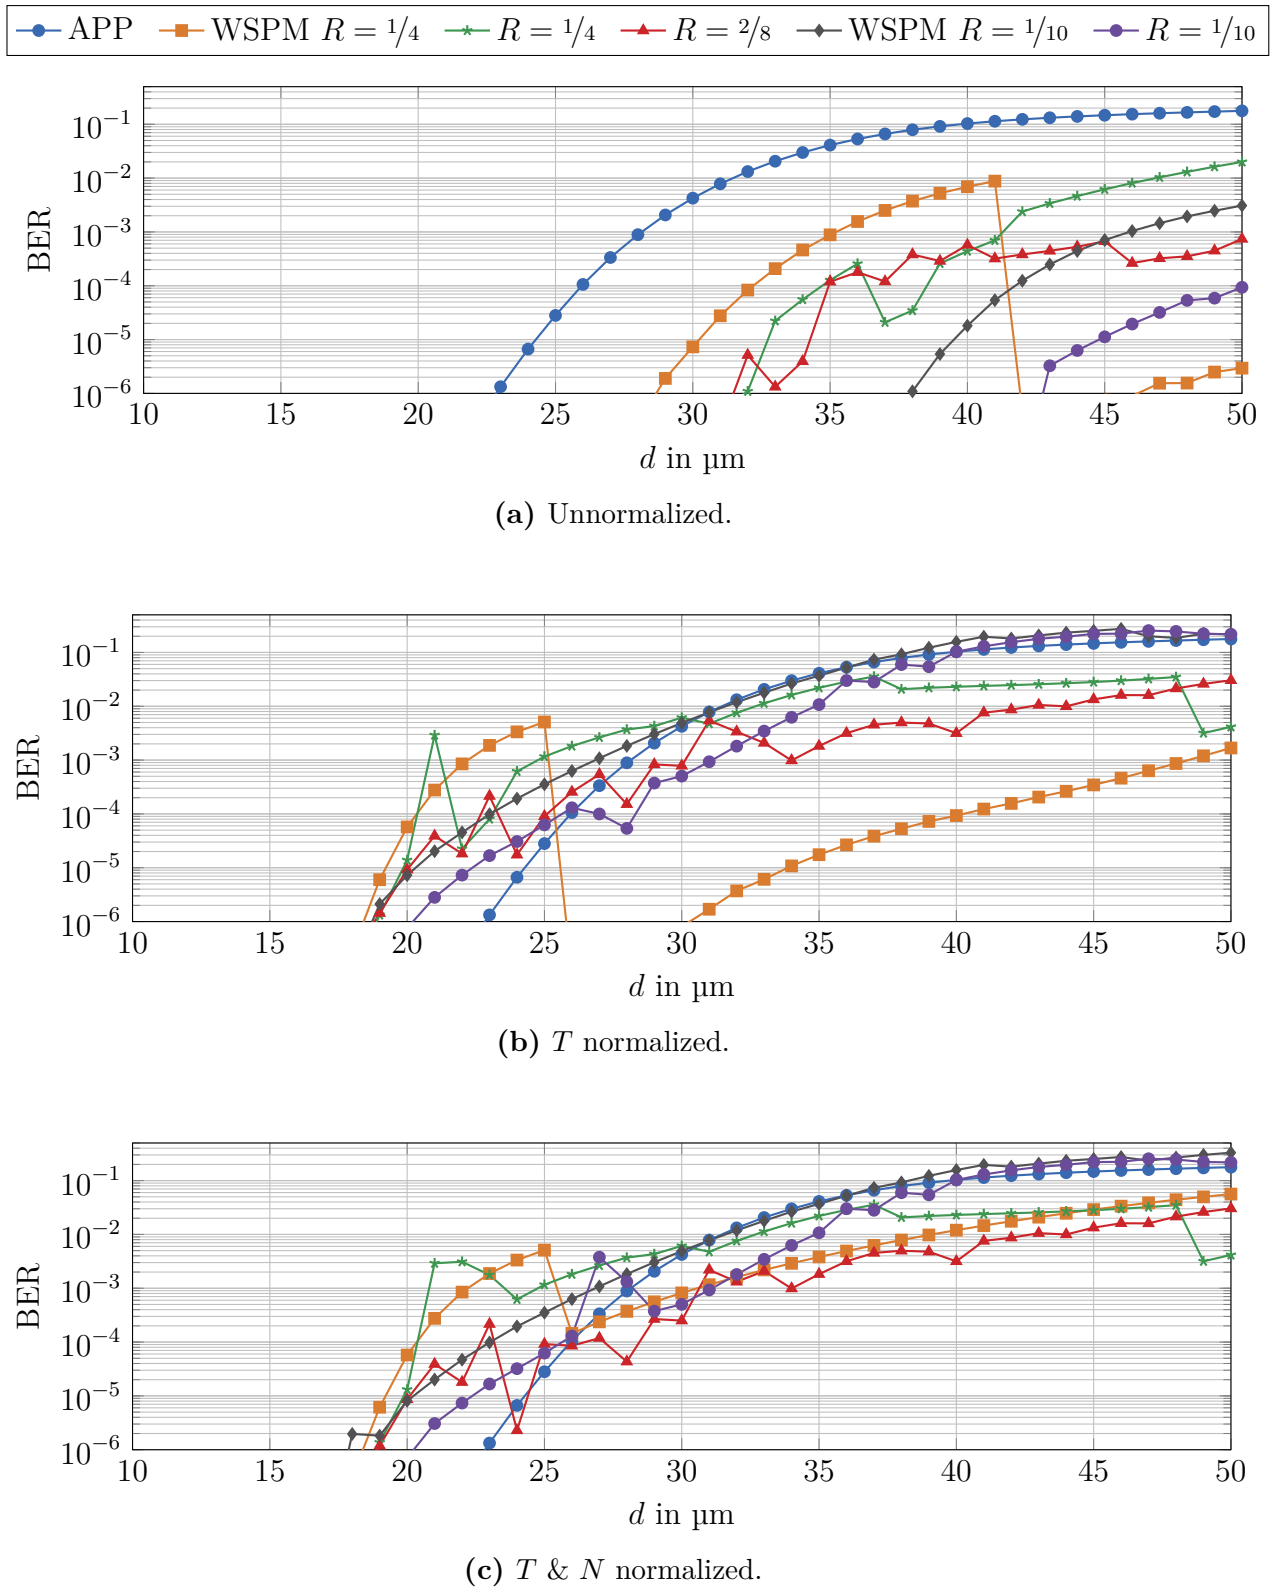 APP WSPM R = 1/4 R = 1/4 R = 2/8 WSPM R = 1/10 R = 1/10
10⁻¹
10⁻²
10⁻³
10⁻⁴
10⁻⁵
10⁻⁶
BER
10 15 20 25 30 35 40 45 50
d in µm
(a) Unnormalized.
10⁻¹
10⁻²
10⁻³
10⁻⁴
10⁻⁵
10⁻⁶
BER
10 15 20 25 30 35 40 45 50
d in µm
(b) T normalized.
10⁻¹
10⁻²
10⁻³
10⁻⁴
10⁻⁵
10⁻⁶
BER
10 15 20 25 30 35 40 45 50
d in µm
(c) T & N normalized.